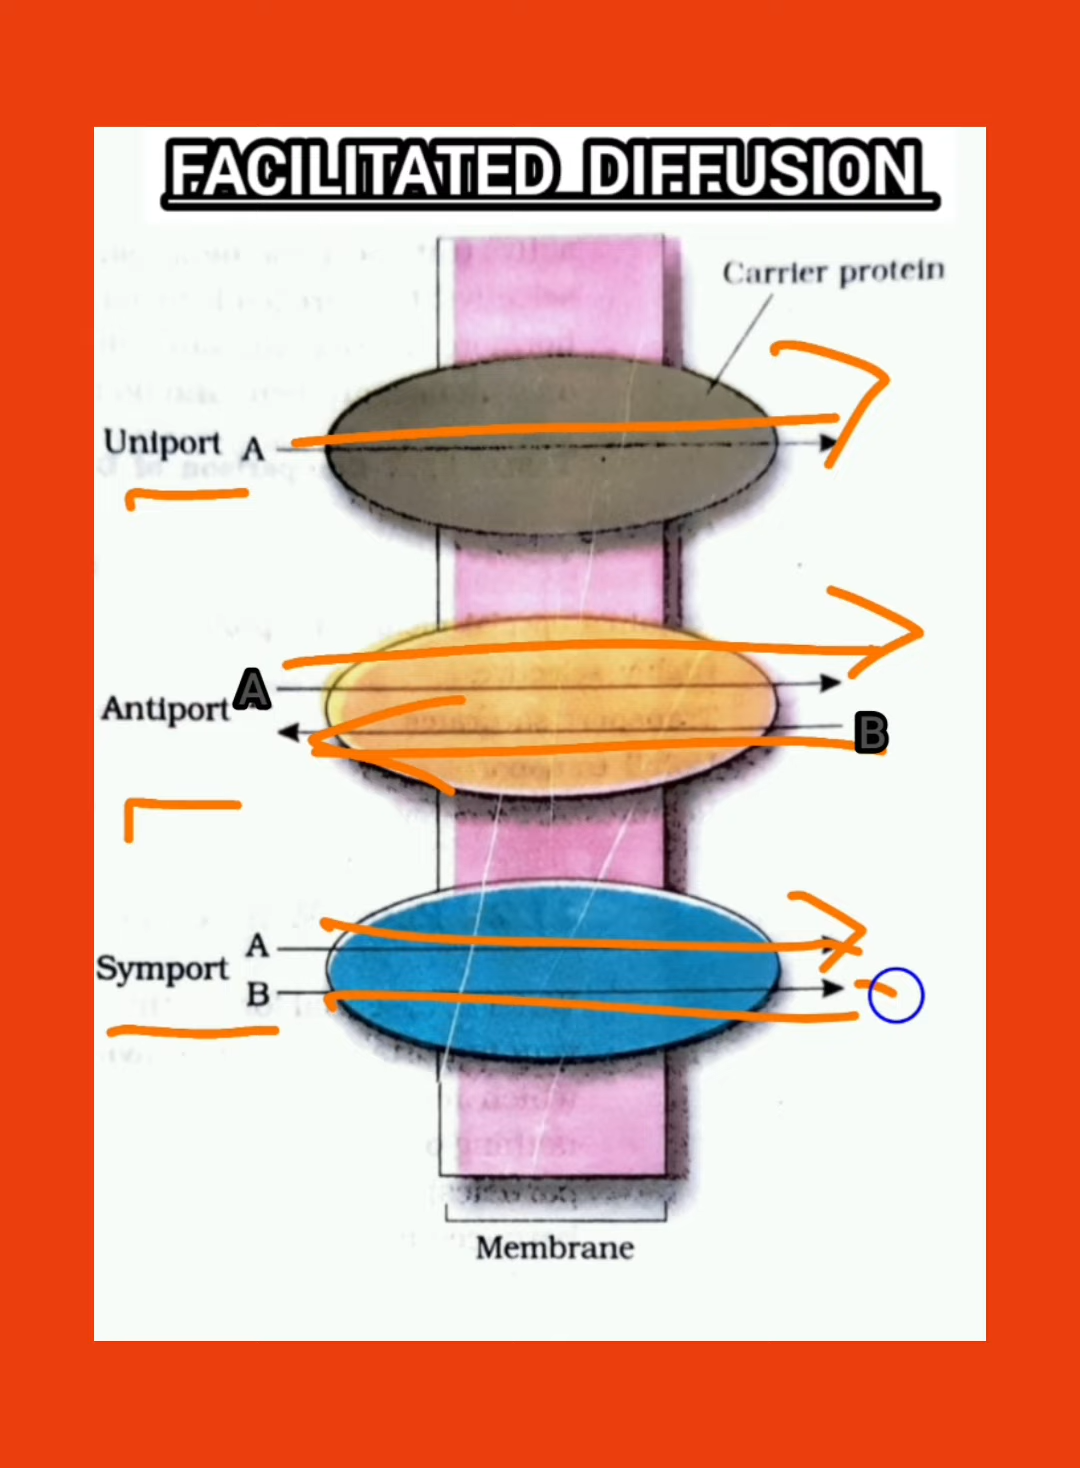 FACILITATED DIFFUSION
Carrier protein
Uniport A
Antiport A
B
A
Symport
B
Membrane